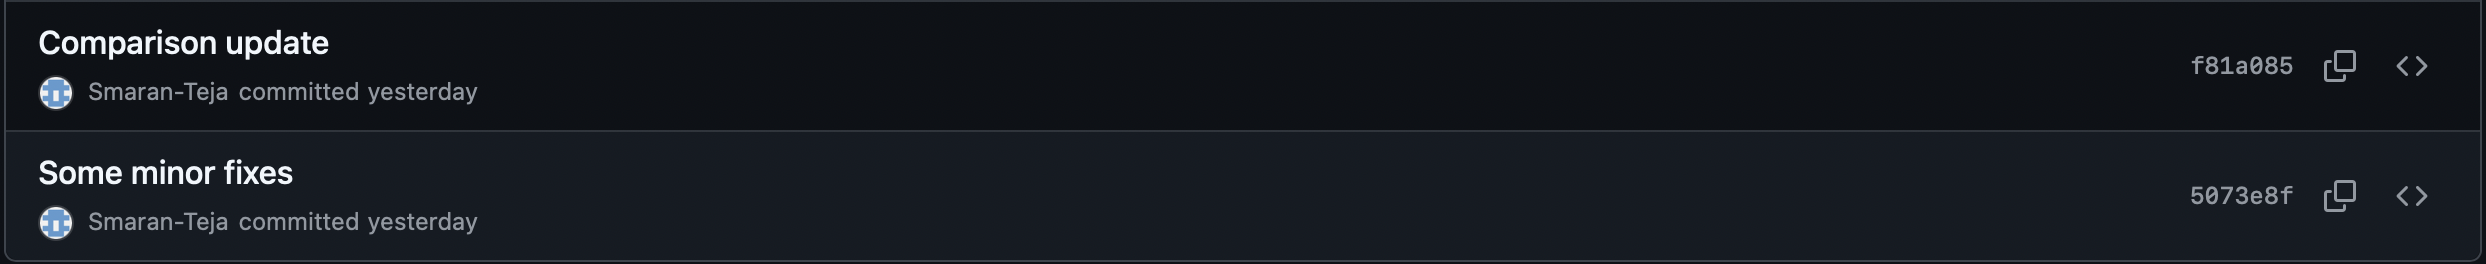 Comparison update
Smaran-Teja committed yesterday
f81a085
Some minor fixes
Smaran-Teja committed yesterday
5073e8f